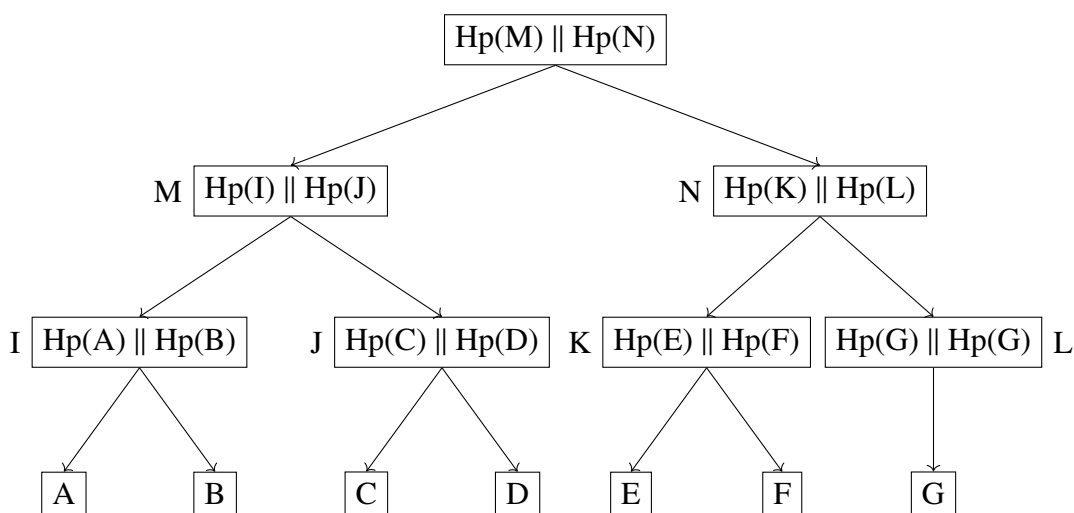 Hp(M) || Hp(N)
M Hp(I) || Hp(J) N Hp(K) || Hp(L)
I Hp(A) || Hp(B) J Hp(C) || Hp(D) K Hp(E) || Hp(F) Hp(G) || Hp(G) L
A B C D E F G